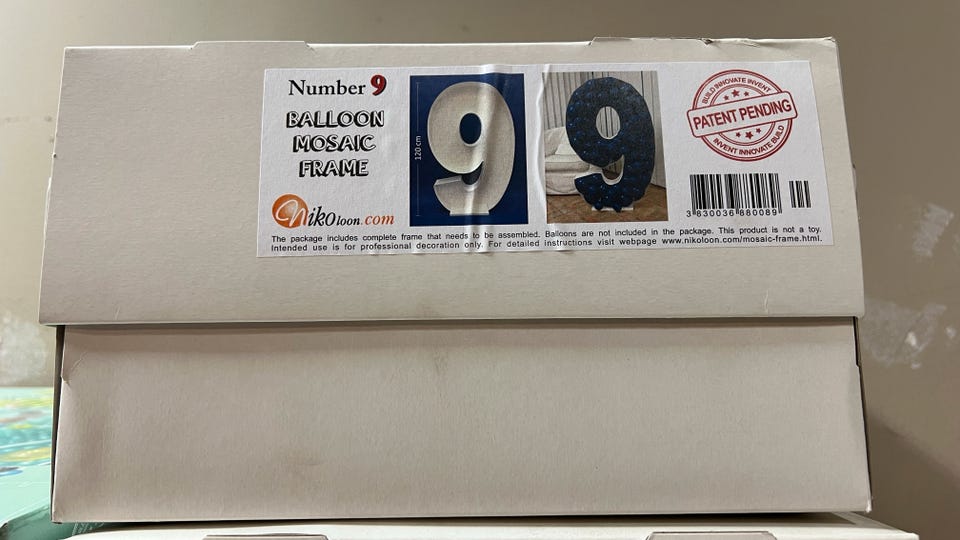 Number 9
BALLOON
MOSAIC
FRAME
Nikoloon.com
120cm
BUILD INNOVATE INVENT
PATENT PENDING
INVENT INNOVATE BUILD
3 830036 880089
The package includes complete frame that needs to be assembled. Balloons are not included in the package. This product is not a toy.
Intended use is for professional decoration only. For detailed instructions visit webpage www.nikoloon.com/mosaic-frame.html.